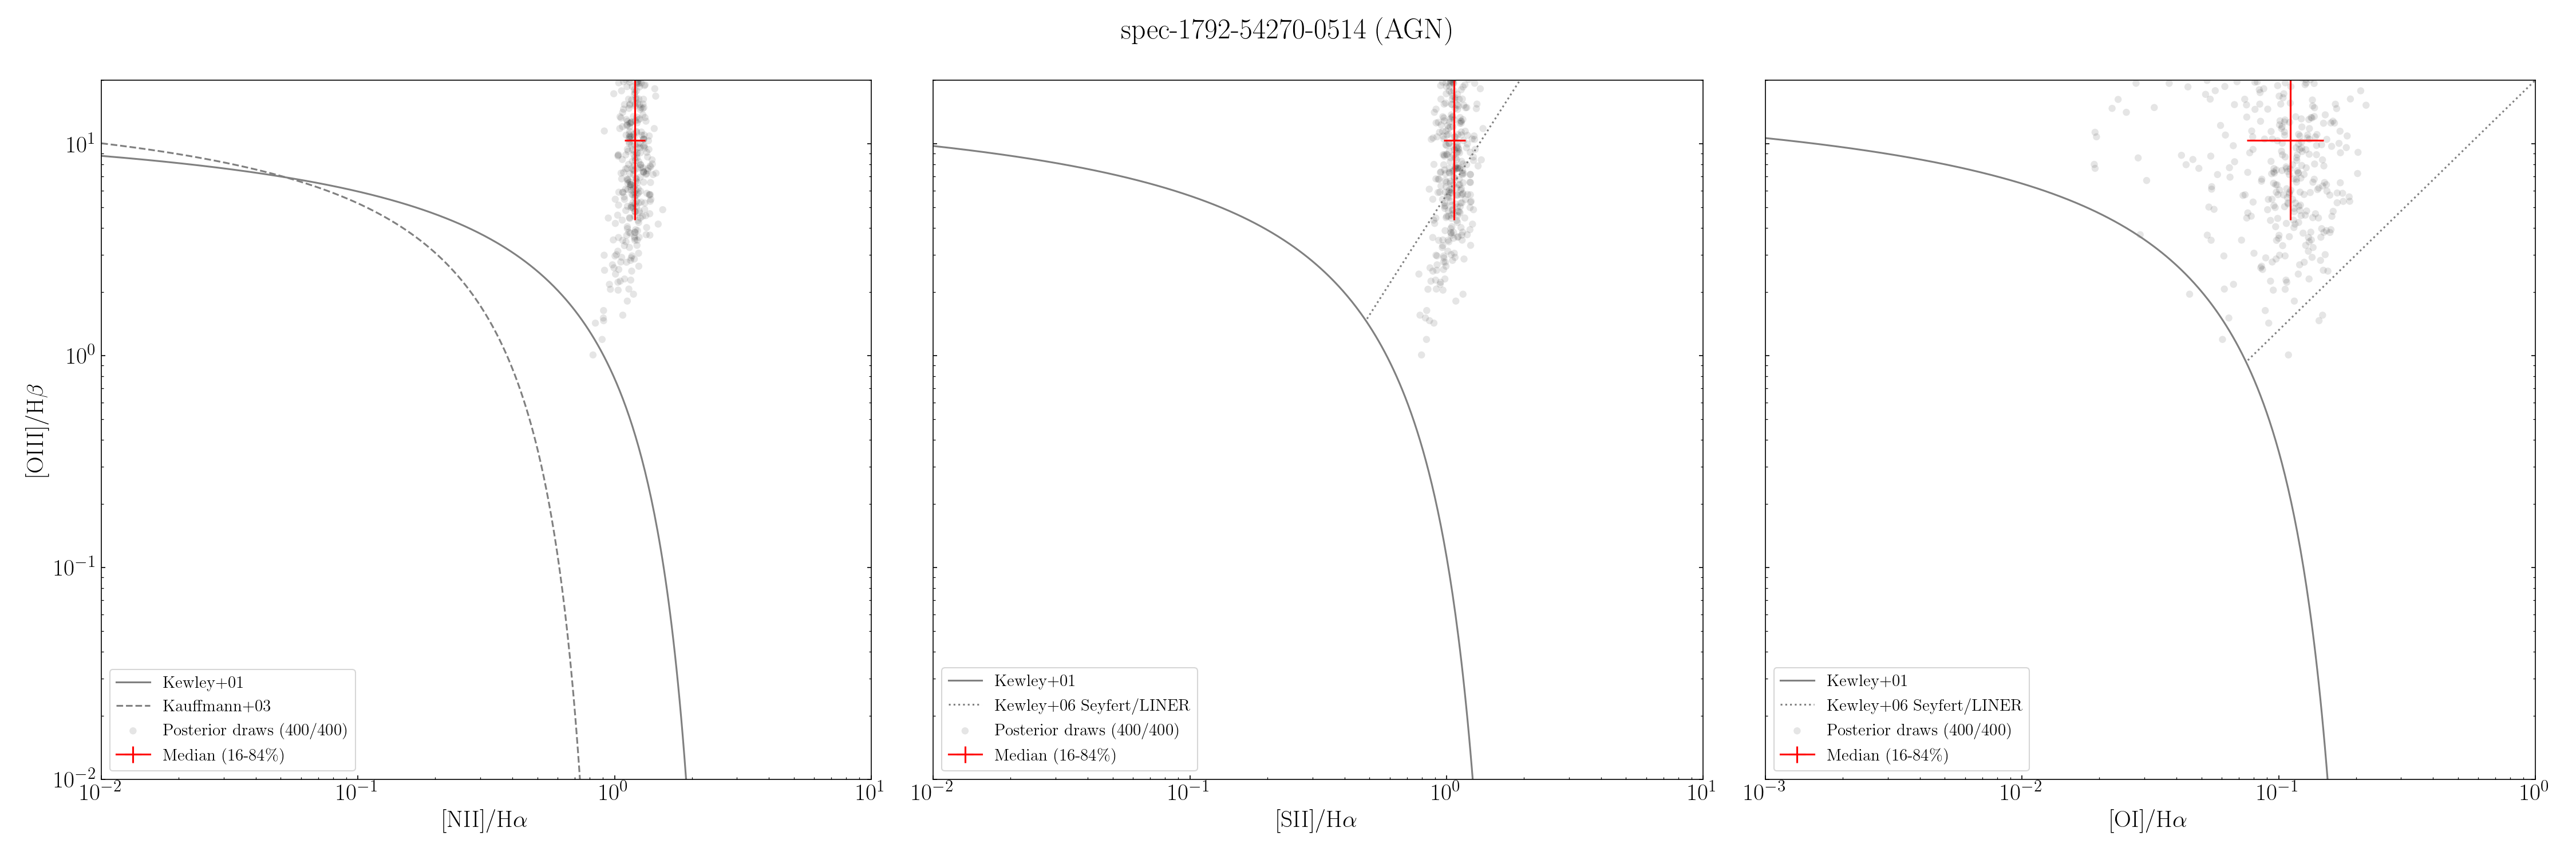 spec-1792-54270-0514 (AGN)
[OIII]/Hβ
10^1
10^0
10^{-1}
10^{-2}
Kewley+01
Kauffmann+03
Posterior draws (400/400)
Median (16-84%)
10^{-2} 10^{-1} 10^0 10^1
[NII]/Hα
Kewley+01
Kewley+06 Seyfert/LINER
Posterior draws (400/400)
Median (16-84%)
10^{-2} 10^{-1} 10^0 10^1
[SII]/Hα
Kewley+01
Kewley+06 Seyfert/LINER
Posterior draws (400/400)
Median (16-84%)
10^{-3} 10^{-2} 10^{-1} 10^0
[OI]/Hα